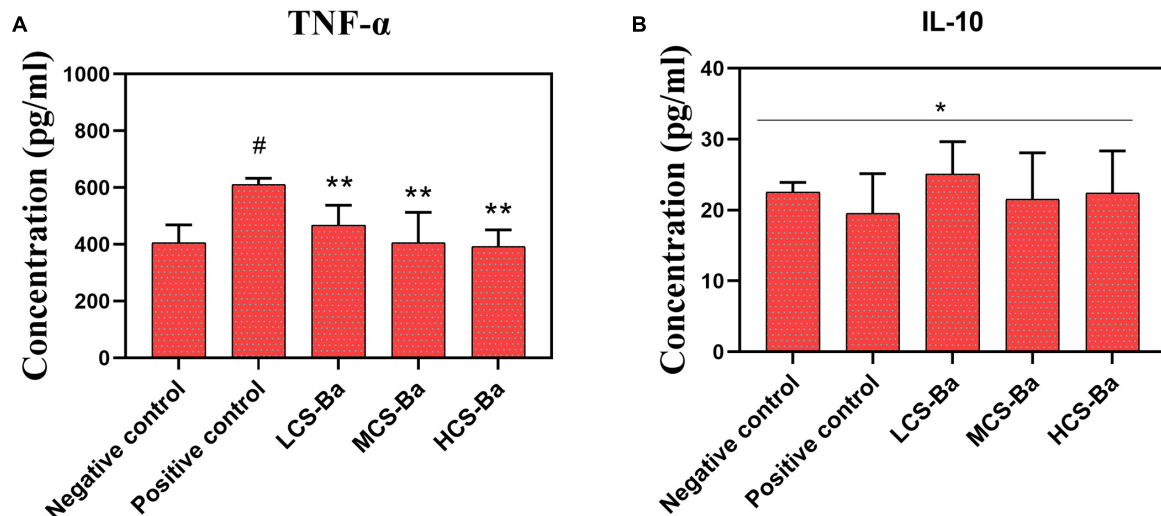 A
TNF-α
Concentration (pg/ml)
1000
800
600
400
200
0
#
**
**
**
Negative control
Positive control
LCS-Ba
MCS-Ba
HCS-Ba
B
IL-10
Concentration (pg/ml)
40
30
20
10
0
*
Negative control
Positive control
LCS-Ba
MCS-Ba
HCS-Ba